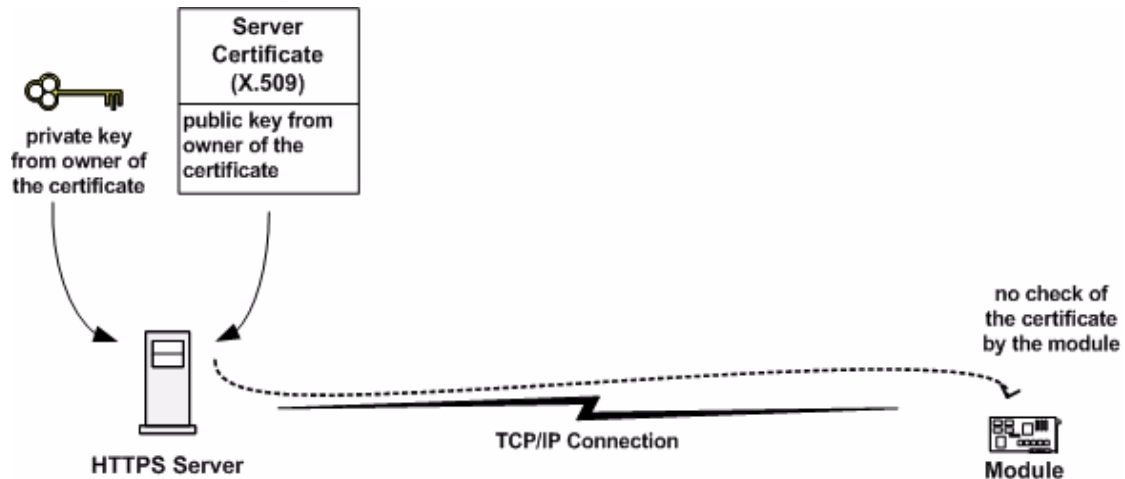 Server
Certificate
(X.509)
public key from
owner of the
certificate
private key
from owner of
the certificate
no check of
the certificate
by the module
TCP/IP Connection
HTTPS Server
Module